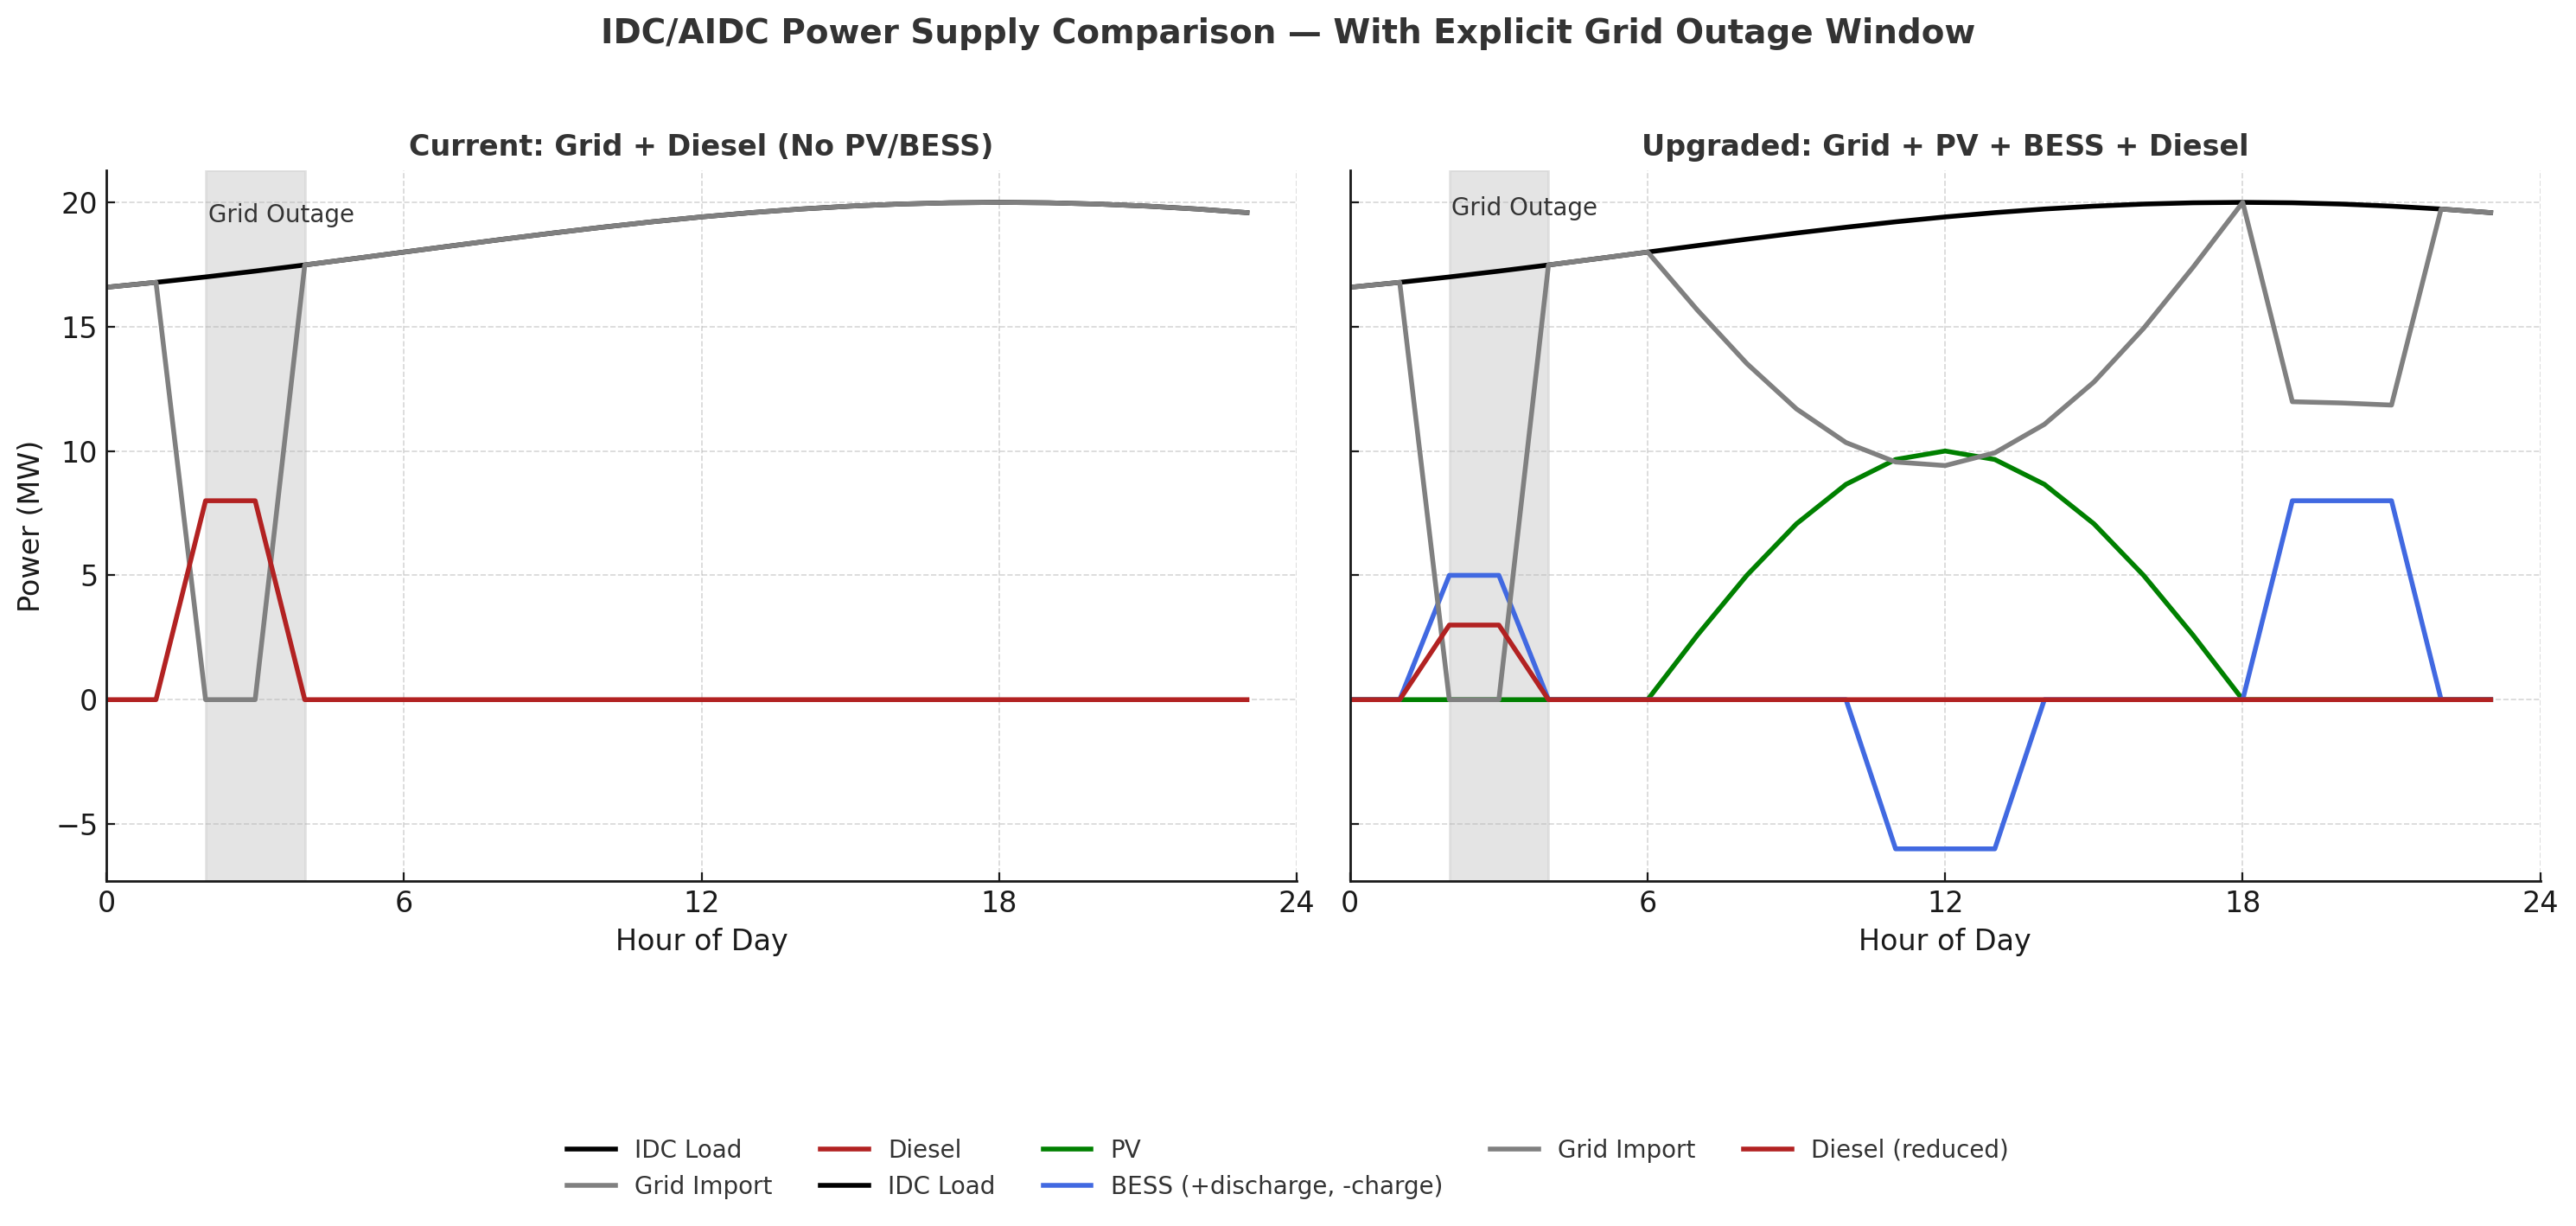 IDC/AIDC Power Supply Comparison — With Explicit Grid Outage Window
Current: Grid + Diesel (No PV/BESS)
Grid Outage
Power (MW)
20
15
10
5
0
−5
0 6 12 18 24
Hour of Day
Upgraded: Grid + PV + BESS + Diesel
Grid Outage
0 6 12 18 24
Hour of Day
IDC Load
Grid Import
Diesel
IDC Load
PV
BESS (+discharge, -charge)
Grid Import
Diesel (reduced)